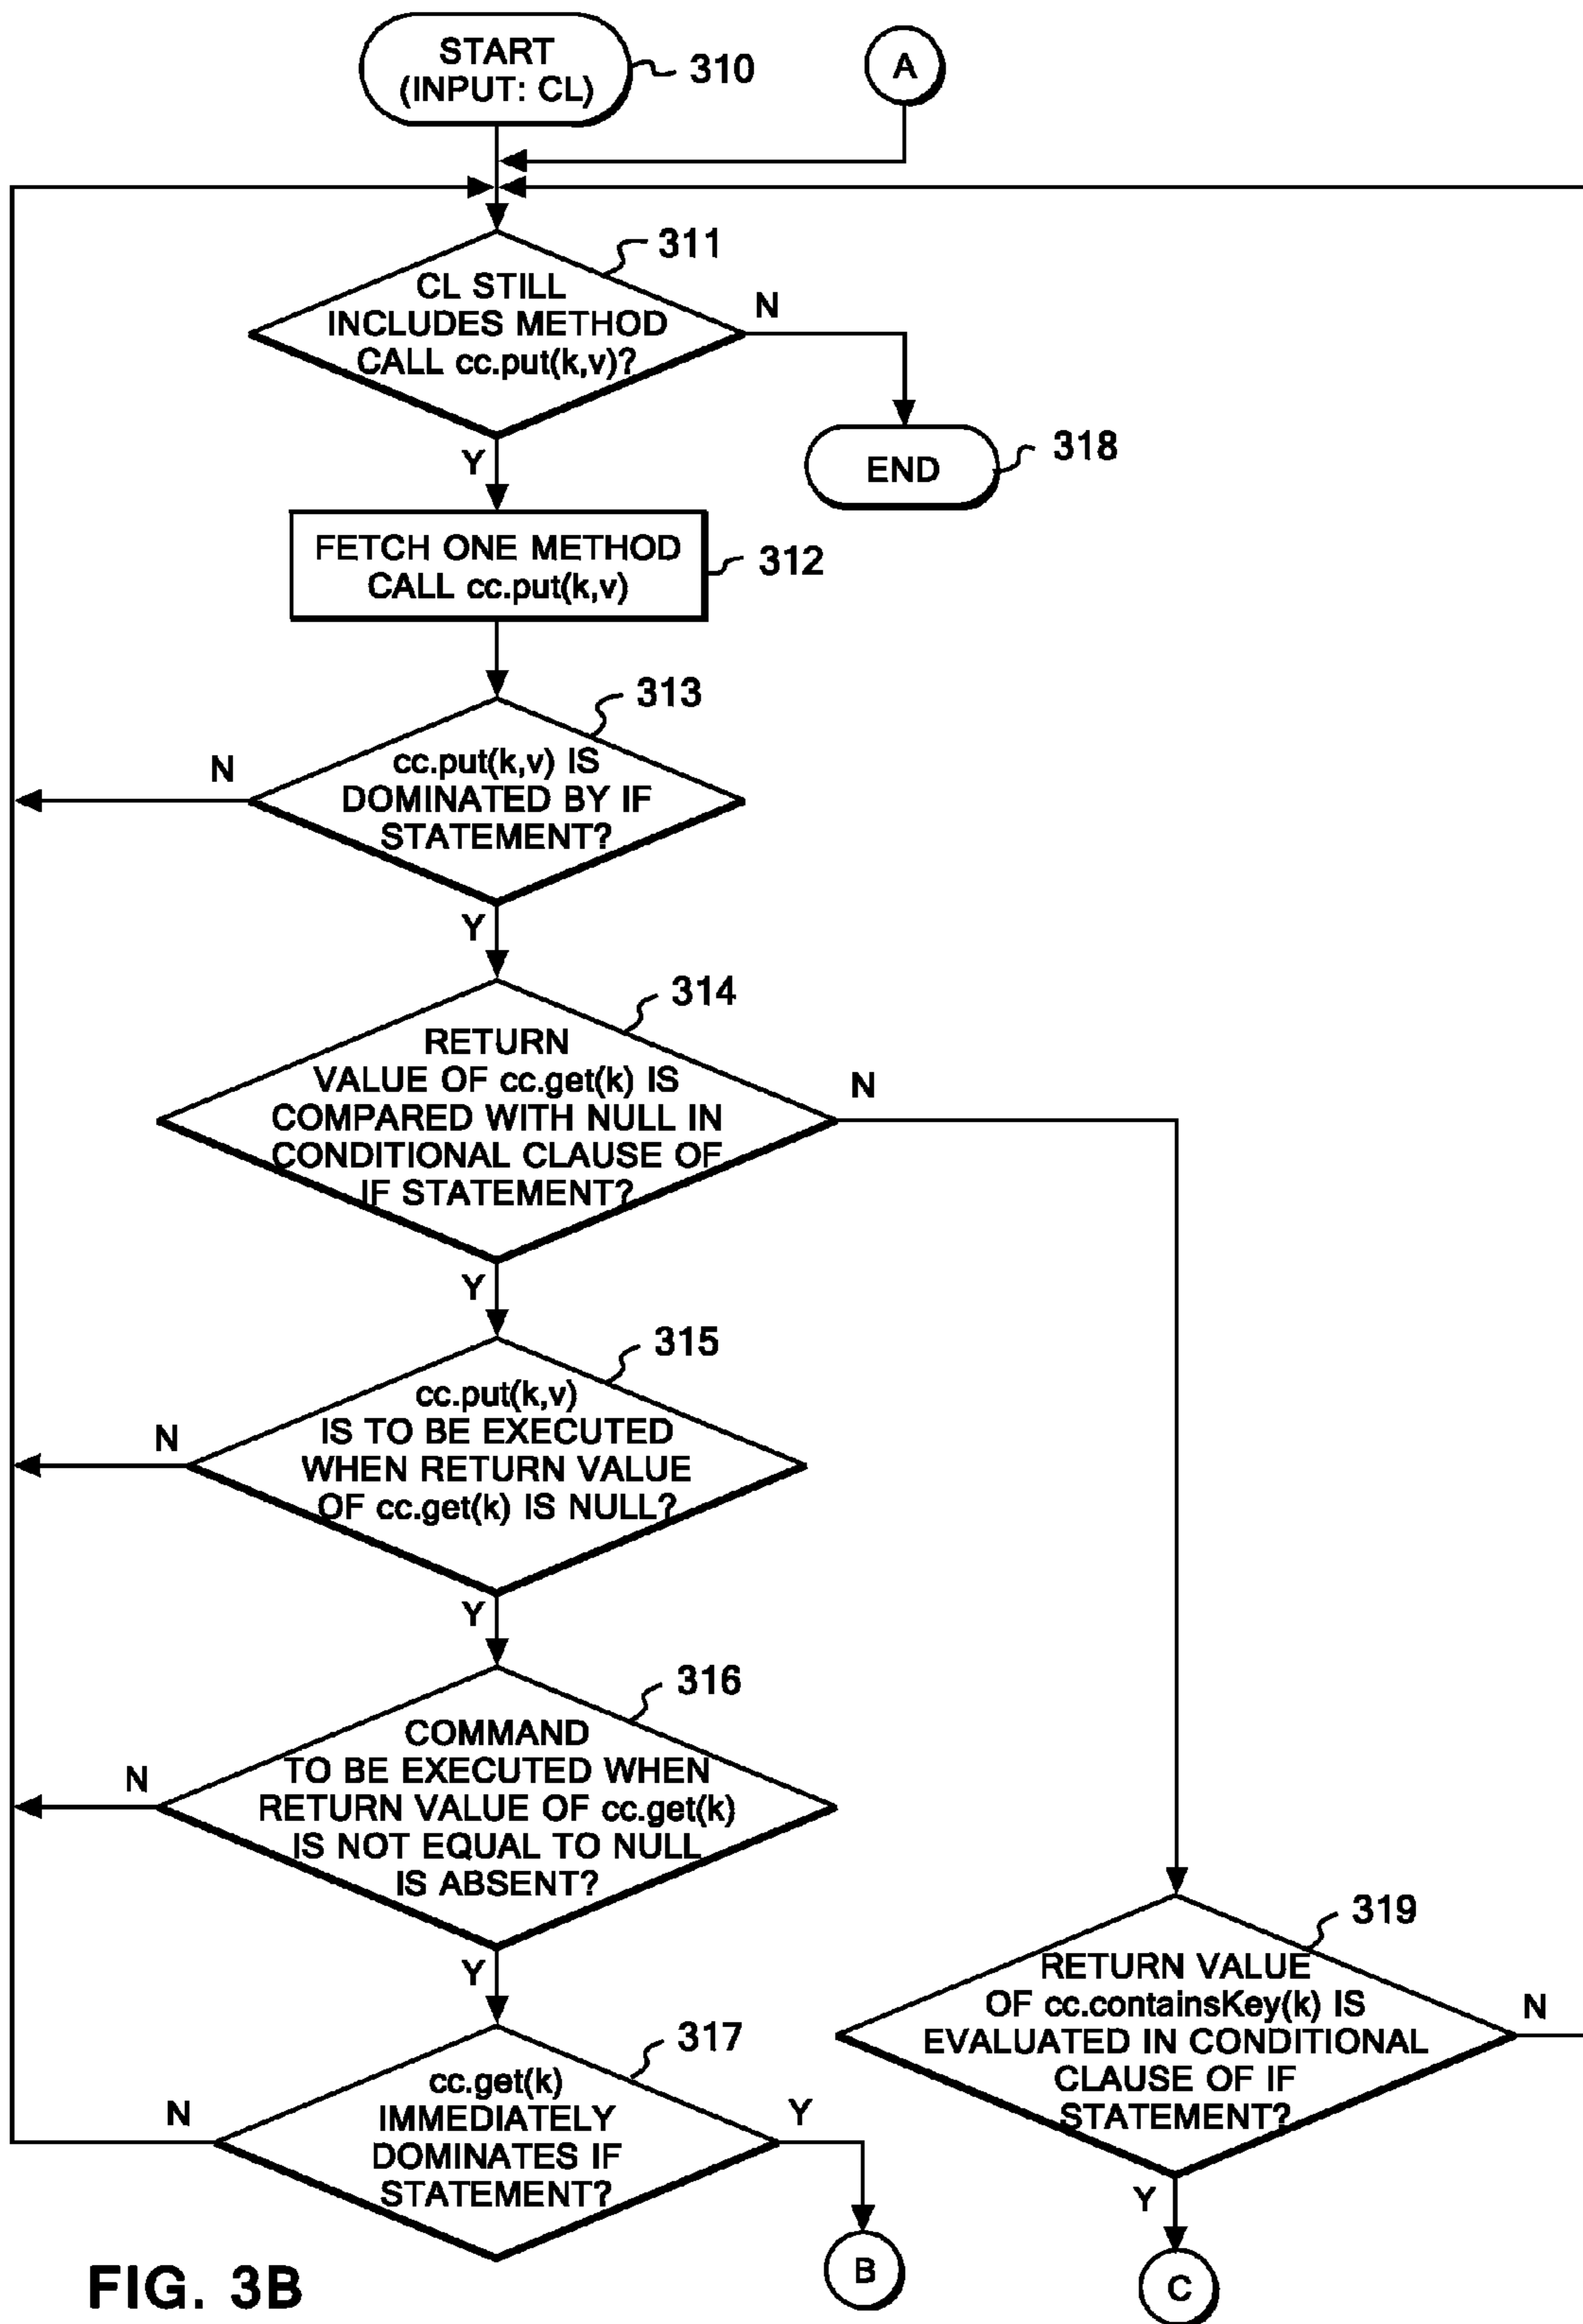 START
(INPUT: CL)
310
A
311
CL STILL
INCLUDES METHOD
CALL cc.put(k,v)?
N
Y
END
318
FETCH ONE METHOD
CALL cc.put(k,v)
312
313
cc.put(k,v) IS
DOMINATED BY IF
STATEMENT?
N
Y
314
RETURN
VALUE OF cc.get(k) IS
COMPARED WITH NULL IN
CONDITIONAL CLAUSE OF
IF STATEMENT?
N
Y
315
cc.put(k,v)
IS TO BE EXECUTED
WHEN RETURN VALUE
OF cc.get(k) IS NULL?
N
Y
316
COMMAND
TO BE EXECUTED WHEN
RETURN VALUE OF cc.get(k)
IS NOT EQUAL TO NULL
IS ABSENT?
N
Y
317
cc.get(k)
IMMEDIATELY
DOMINATES IF
STATEMENT?
N
Y
B
319
RETURN VALUE
OF cc.containsKey(k) IS
EVALUATED IN CONDITIONAL
CLAUSE OF IF
STATEMENT?
N
Y
C
FIG. 3B